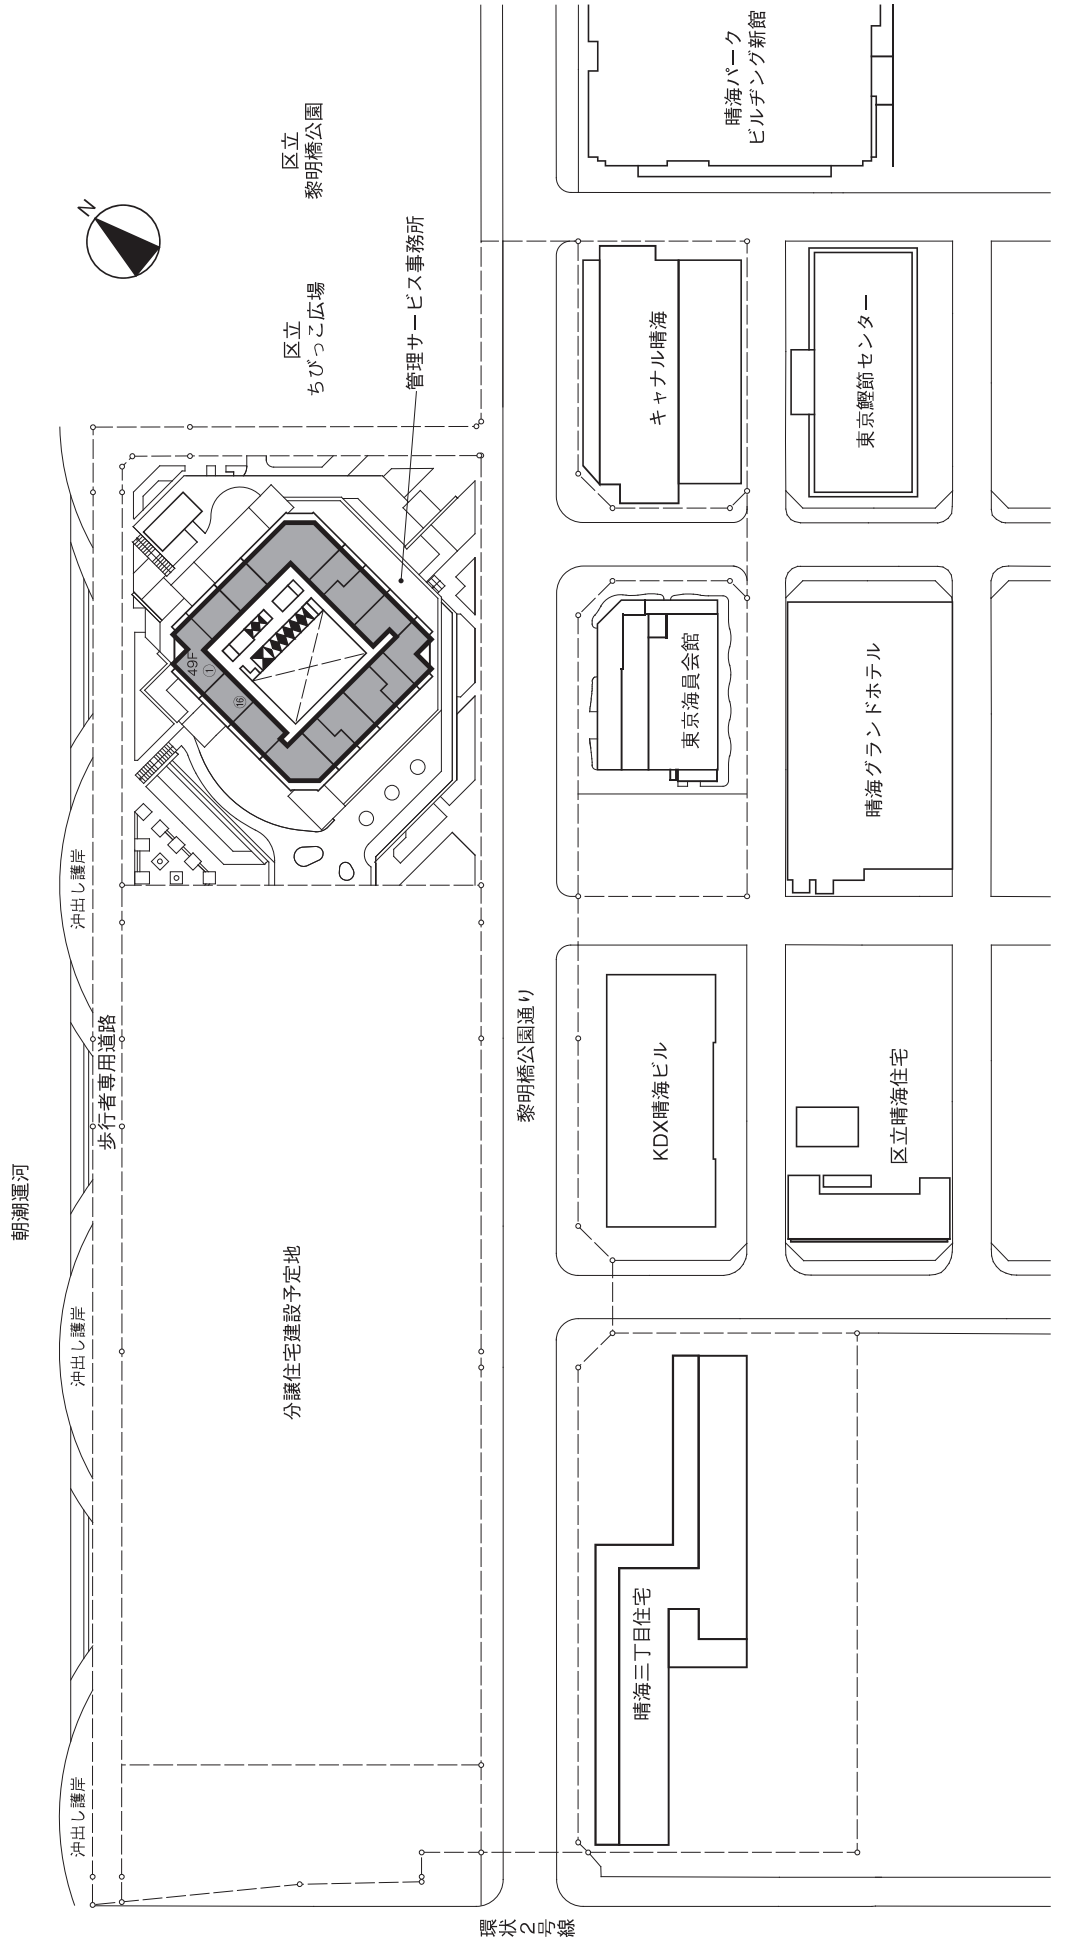 朝潮運河
沖出し護岸
沖出し護岸
沖出し護岸
歩行者専用道路
分譲住宅建設予定地
49F
①
⑯
N
区立
黎明橋公園
区立
ちびっこ広場
管理サービス事務所
黎明橋公園通り
環状2号線
晴海三丁目住宅
KDX晴海ビル
区立晴海住宅
東京海員会館
晴海グランドホテル
キャナル晴海
東京鰹節センター
晴海パーク
ビルヂング新館